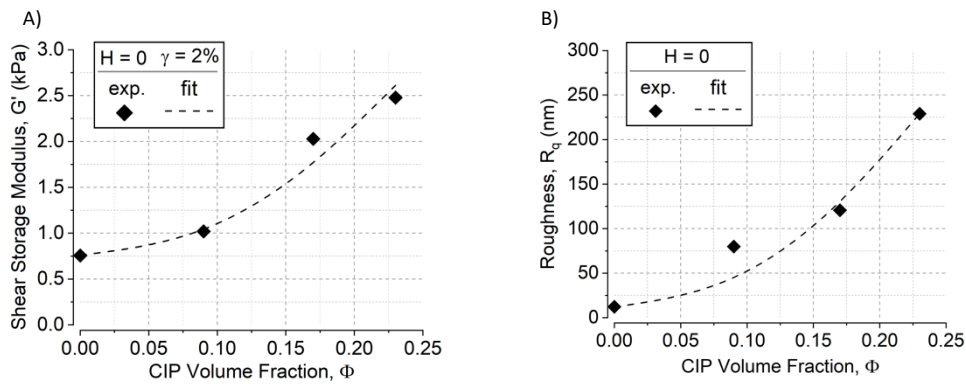 A)
Shear Storage Modulus, G' (kPa)
3.0
2.5
2.0
1.5
1.0
0.5
0.0
H = 0 γ = 2%
exp. fit
0.00 0.05 0.10 0.15 0.20 0.25
CIP Volume Fraction, Φ
B)
Roughness, Rq (nm)
300
250
200
150
100
50
0
H = 0
exp. fit
0.00 0.05 0.10 0.15 0.20 0.25
CIP Volume Fraction, Φ